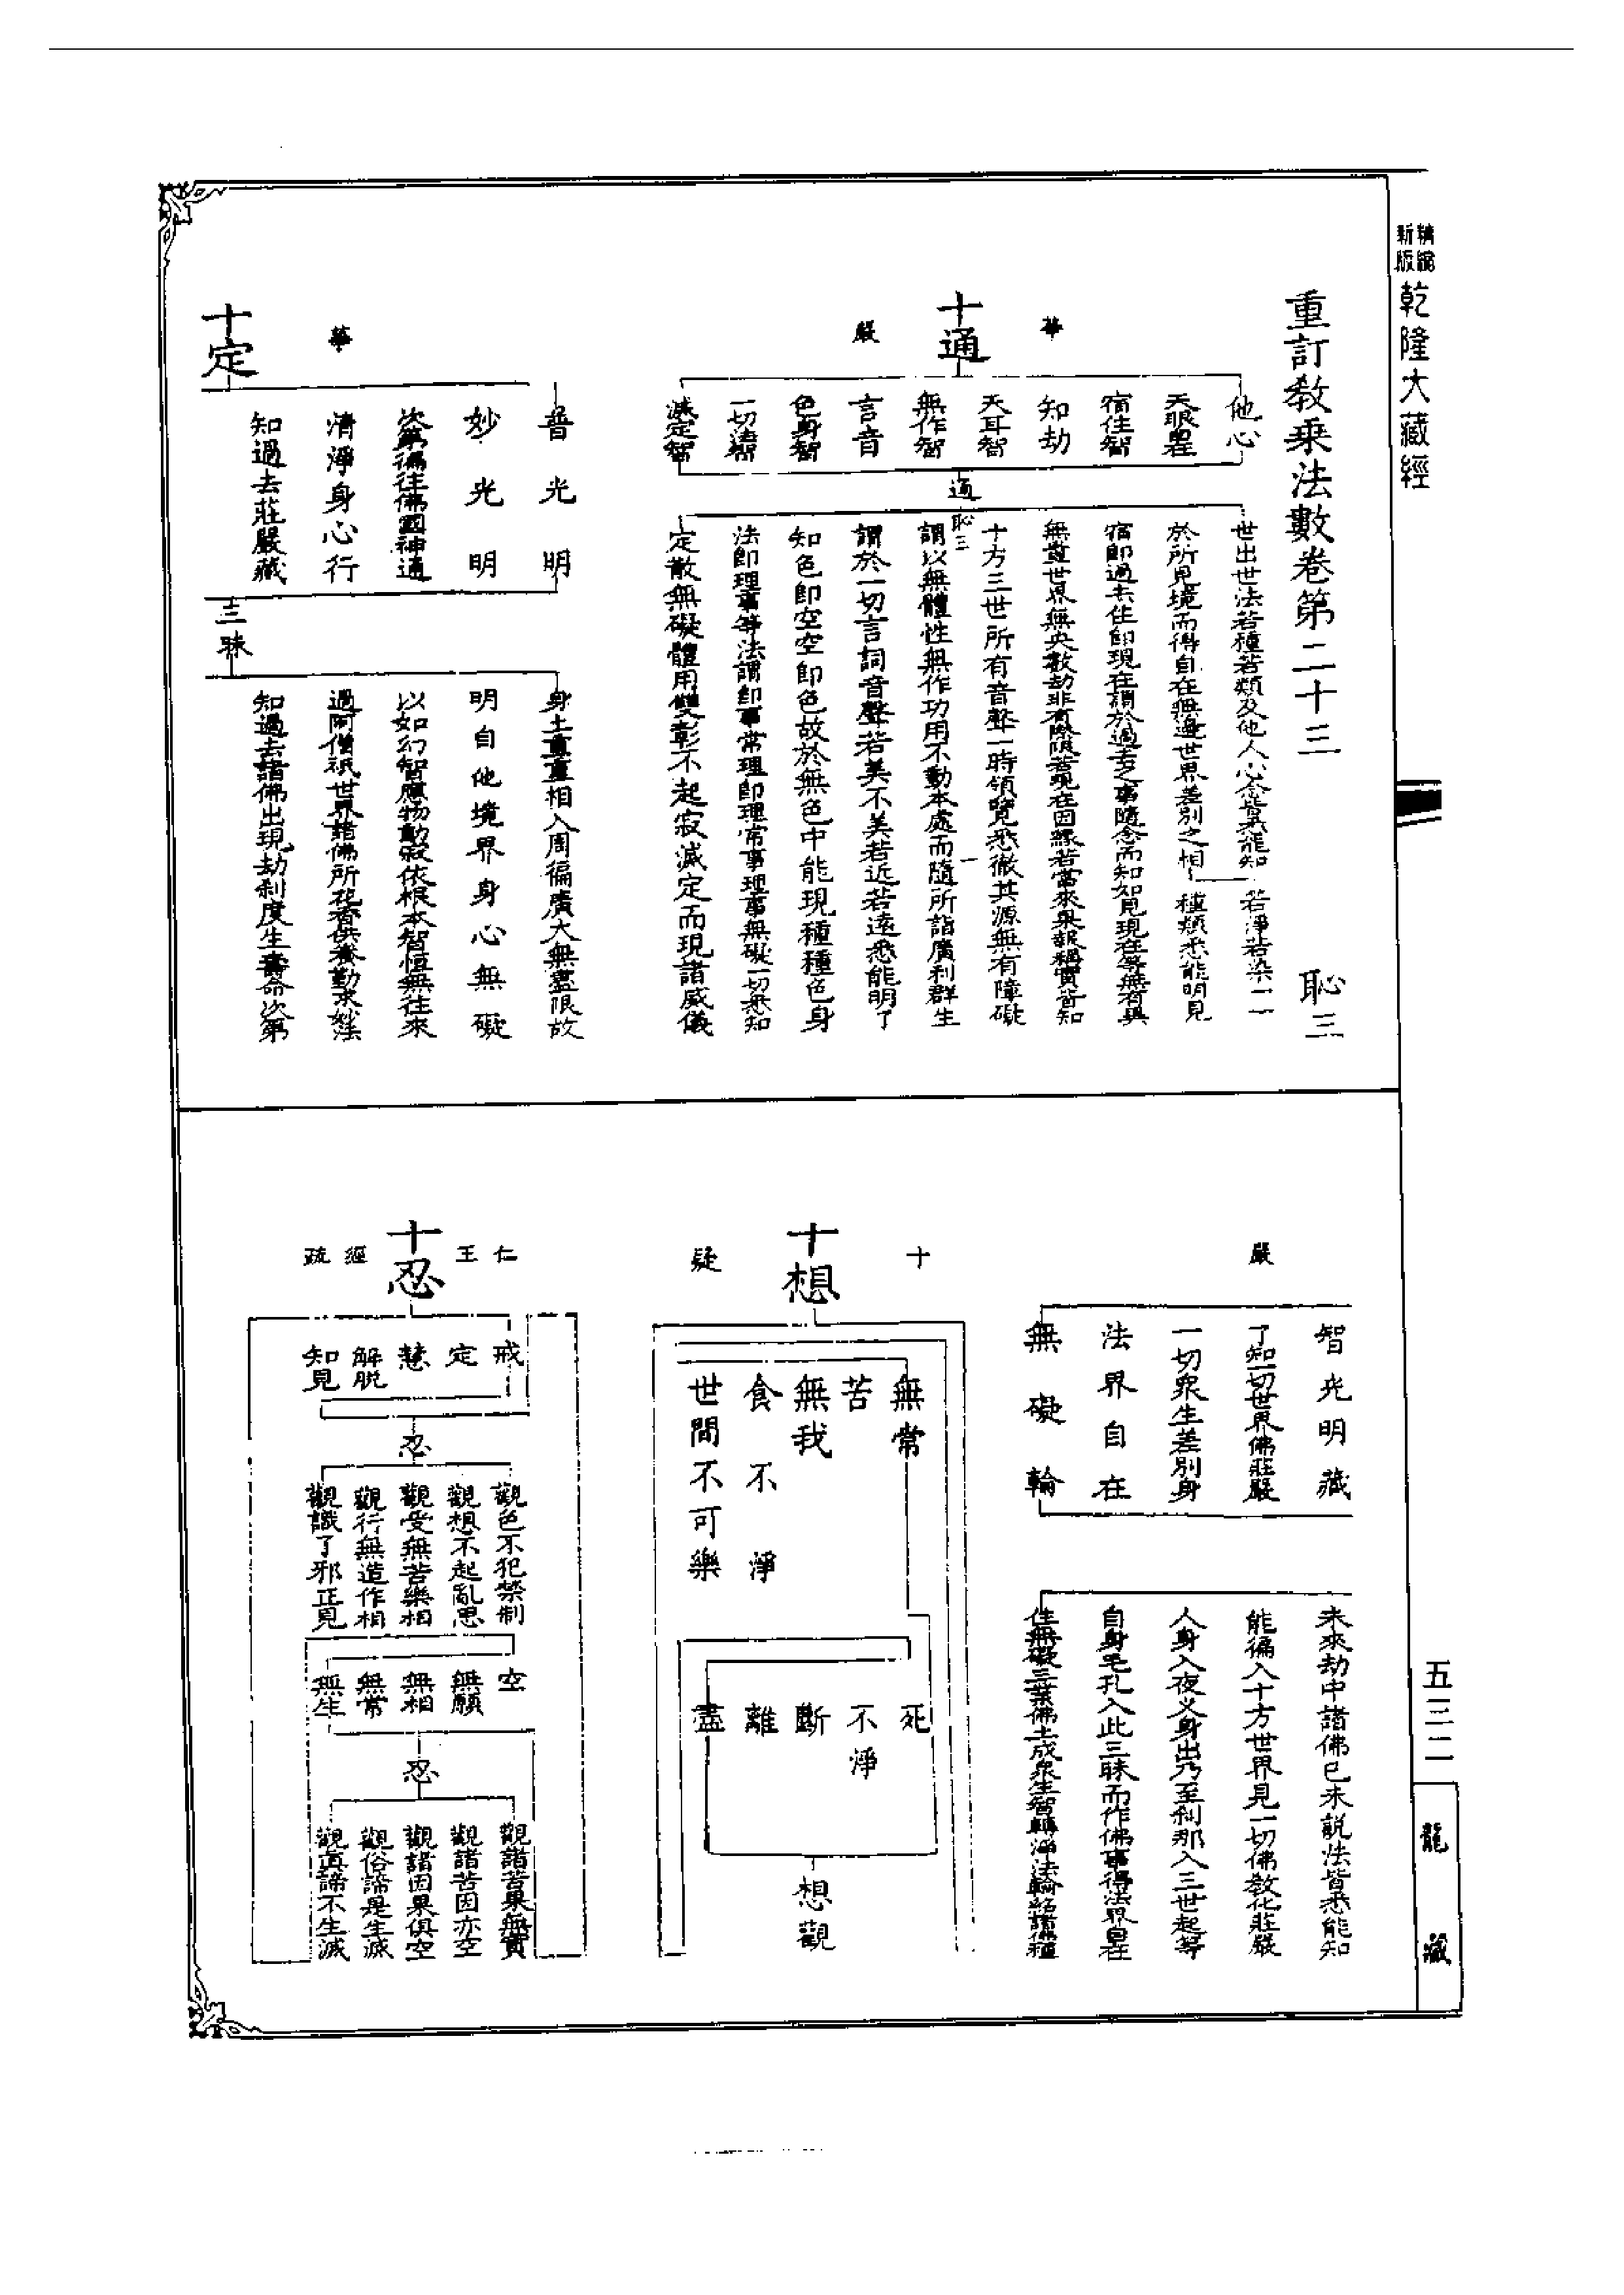 精縮
新版
乾隆大藏經
重訂教乘法數卷第二十三
恥三
華
十通
嚴
他心
天眼智
宿住智
知劫
天耳智
無作智
言音
色身智
一切法智
滅定智
通
恥三
世出世法若種若類及他人心念某能知
若淨若染二
於所見境而得自在無邊世界差別之相
種類悉能明見
宿即過去住即現在謂於過去之事隨念而知如見現在等無有異
無量世界無央數劫非有限若現在因緣若當來果報稱實皆知
十方三世所有音聲一時領覽悉徹其源無有障礙
謂以無體性無作功用不動本處而隨所詣廣利群生
謂於一切言詞音聲若美不美若近若遠悉能明了
知色即空空即色故於無色中能現種種色身
法即理事等法謂即事常理即理常事理事無礙一切悉知
定散無礙體用雙彰不起寂滅定而現諸威儀
華
十定
普光明
妙光明
次第徧往佛國神通
清淨身心行
知過去莊嚴藏
三昧
身土重重相入周徧廣大無盡限故
明自他境界身心無礙
以如幻智應物動寂依根本智恒無往來
過阿僧祇世界諸佛所花香供養勤求妙法
知過去諸佛出現劫刹度生壽命次第
嚴
智光明藏
了知一切世界佛莊嚴
一切衆生差別身
法界自在
無礙輪
未來劫中諸佛已未說法皆悉能知
能徧入十方世界見一切佛教化莊嚴
人身入夜叉身出乃至刹那入三世起等
自身毛孔入此三昧而作佛事得法界自在
住無礙三業佛土成衆生智轉淨法輪紹諸佛種
十
十想
疑
無常
苦
無我
食不淨
世間不可樂
死
不淨
斷
離
盡
想觀
仁
王
十忍
經
疏
戒
定
慧
解脫
知見
忍
觀色不犯禁制
觀想不起亂思
觀受無苦樂相
觀行無造作相
觀識了邪正見
空
無願
無相
無常
無生
忍
觀諸苦果無實
觀諸苦因亦空
觀諸因果俱空
觀俗諦是生滅
觀真諦不生滅
五三二
龍藏